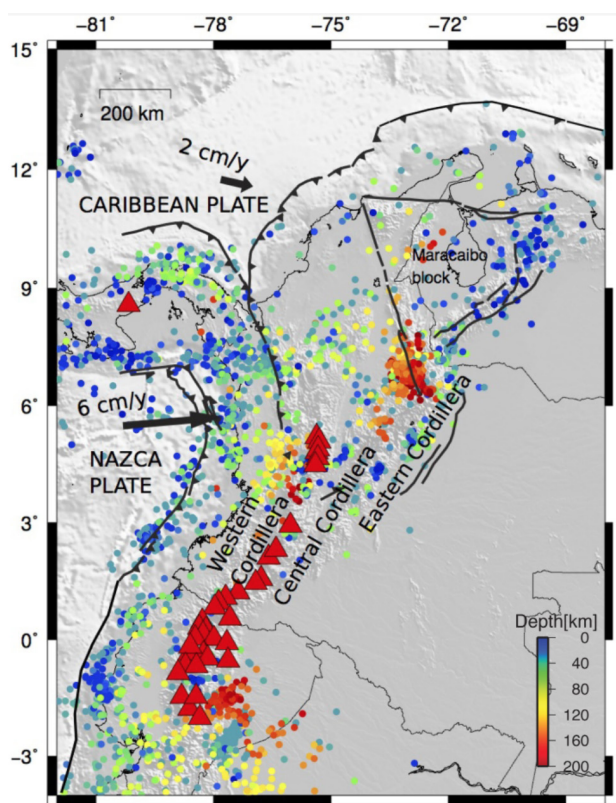 −81˚ −78˚ −75˚ −72˚ −69˚
15˚
200 km
2 cm/y
12˚
CARIBBEAN PLATE
Maracaibo
block
9˚
6˚
6 cm/y
NAZCA
PLATE
Western
Cordillera
Central Cordillera
Eastern Cordillera
3˚
0˚
−3˚
Depth[km]
0
40
80
120
160
200